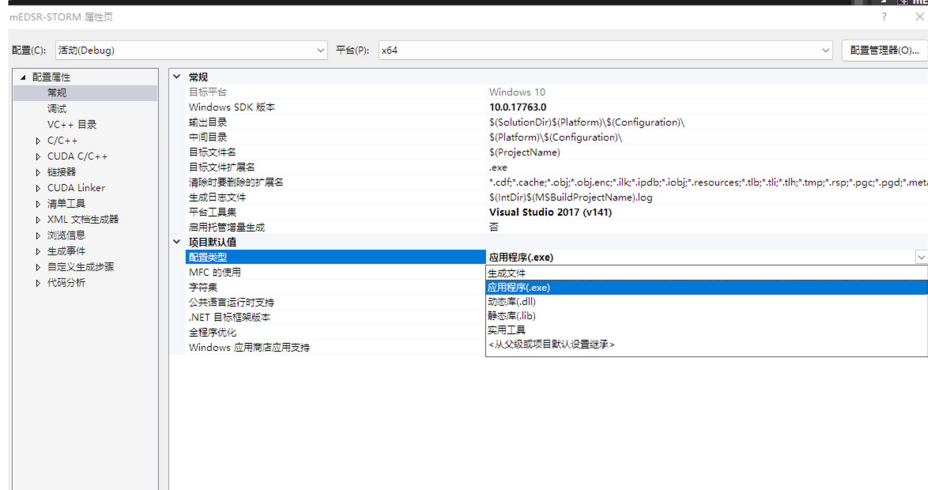 mEDSR-STORM 属性页
配置(C): 活动(Debug) 平台(P): x64 配置管理器(O)...
配置属性
常规
调试
VC++ 目录
C/C++
CUDA C/C++
链接器
CUDA Linker
清单工具
XML 文档生成器
浏览信息
生成事件
自定义生成步骤
代码分析
常规
目标平台 Windows 10
Windows SDK 版本 10.0.17763.0
输出目录 $(SolutionDir)$(Platform)\$(Configuration)\
中间目录 $(Platform)\$(Configuration)\
目标文件名 $(ProjectName)
目标文件扩展名 .exe
清除时要删除的扩展名 *.cdf;*.cache;*.obj;*.obj.enc;*.ilk;*.ipdb;*.iobj;*.resources;*.tlb;*.tli;*.tlh;*.tmp;*.rsp;*.pgc;*.pgd;*.meta
生成日志文件 $(IntDir)$(MSBuildProjectName).log
平台工具集 Visual Studio 2017 (v141)
启用托管增量生成 否
项目默认值
配置类型 应用程序(.exe)
MFC 的使用
字符集
公共语言运行时支持
.NET 目标框架版本
全程序优化
Windows 应用商店应用支持
生成文件
应用程序(.exe)
动态库(.dll)
静态库(.lib)
实用工具
<从父级或项目默认设置继承>